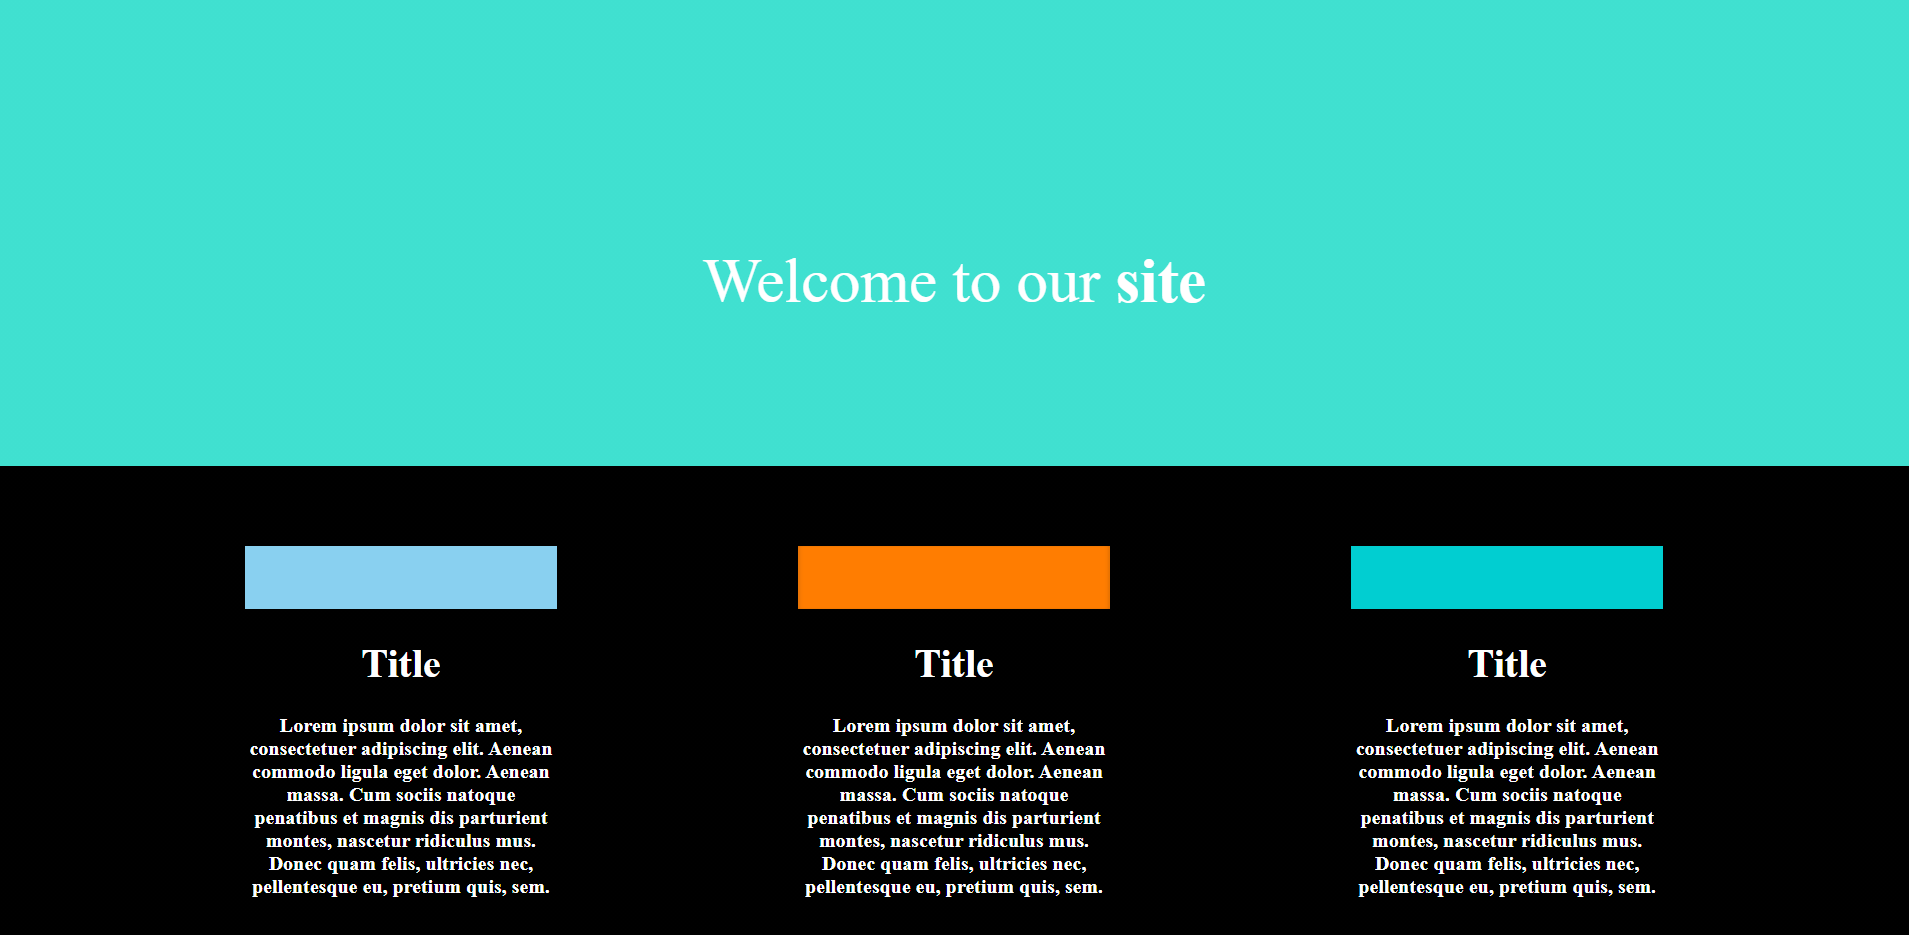 Welcome to our site
Title
Lorem ipsum dolor sit amet,
consectetuer adipiscing elit. Aenean
commodo ligula eget dolor. Aenean
massa. Cum sociis natoque
penatibus et magnis dis parturient
montes, nascetur ridiculus mus.
Donec quam felis, ultricies nec,
pellentesque eu, pretium quis, sem.
Title
Lorem ipsum dolor sit amet,
consectetuer adipiscing elit. Aenean
commodo ligula eget dolor. Aenean
massa. Cum sociis natoque
penatibus et magnis dis parturient
montes, nascetur ridiculus mus.
Donec quam felis, ultricies nec,
pellentesque eu, pretium quis, sem.
Title
Lorem ipsum dolor sit amet,
consectetuer adipiscing elit. Aenean
commodo ligula eget dolor. Aenean
massa. Cum sociis natoque
penatibus et magnis dis parturient
montes, nascetur ridiculus mus.
Donec quam felis, ultricies nec,
pellentesque eu, pretium quis, sem.